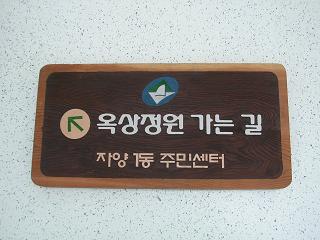 옥상정원 가는 길
자양1동 주민센터